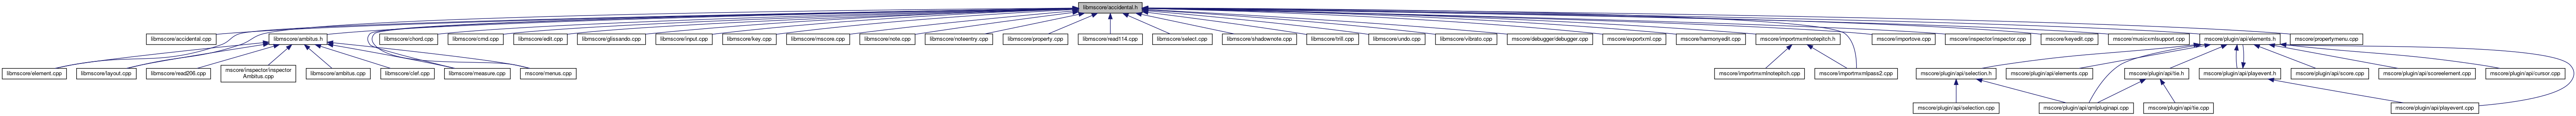 libmscore/accidental.h
libmscore/accidental.cpp
libmscore/ambitus.h
libmscore/chord.cpp
libmscore/cmd.cpp
libmscore/edit.cpp
libmscore/glissando.cpp
libmscore/input.cpp
libmscore/key.cpp
libmscore/mscore.cpp
libmscore/note.cpp
libmscore/noteentry.cpp
libmscore/property.cpp
libmscore/read114.cpp
libmscore/select.cpp
libmscore/shadownote.cpp
libmscore/trill.cpp
libmscore/undo.cpp
libmscore/vibrato.cpp
mscore/debugger/debugger.cpp
mscore/exportxml.cpp
mscore/harmonyedit.cpp
mscore/importmxmlnotepitch.h
mscore/importove.cpp
mscore/inspector/inspector.cpp
mscore/keyedit.cpp
mscore/musicxmlsupport.cpp
mscore/plugin/api/elements.h
mscore/propertymenu.cpp
libmscore/element.cpp
libmscore/layout.cpp
libmscore/read206.cpp
mscore/inspector/inspector
Ambitus.cpp
libmscore/ambitus.cpp
libmscore/clef.cpp
libmscore/measure.cpp
mscore/menus.cpp
mscore/importmxmlnotepitch.cpp
mscore/importmxmlpass2.cpp
mscore/plugin/api/selection.h
mscore/plugin/api/elements.cpp
mscore/plugin/api/tie.h
mscore/plugin/api/playevent.h
mscore/plugin/api/score.cpp
mscore/plugin/api/scoreelement.cpp
mscore/plugin/api/cursor.cpp
mscore/plugin/api/selection.cpp
mscore/plugin/api/qmlpluginapi.cpp
mscore/plugin/api/tie.cpp
mscore/plugin/api/playevent.cpp